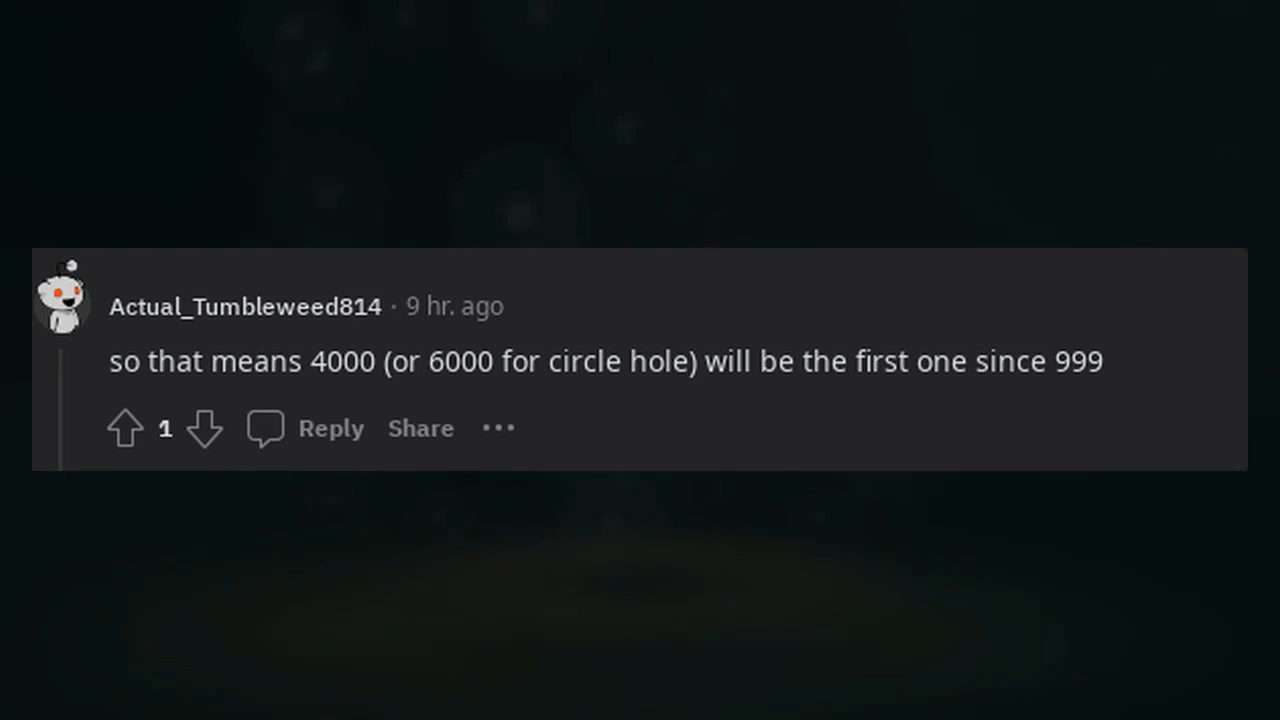 Actual_Tumbleweed814 · 9 hr. ago
so that means 4000 (or 6000 for circle hole) will be the first one since 999
1 Reply Share ···